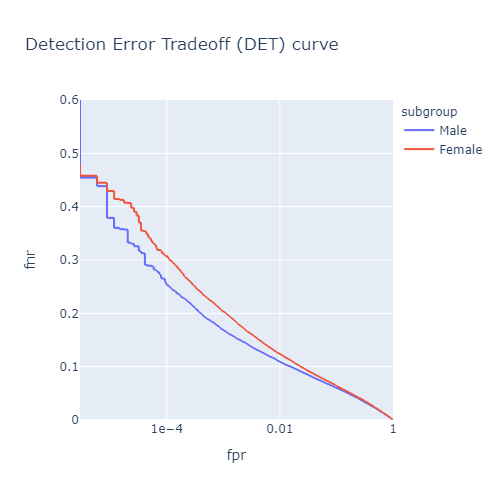 Detection Error Tradeoff (DET) curve
subgroup
Male
Female
0.6
0.5
0.4
0.3
0.2
0.1
0
fnr
1e−4
0.01
1
fpr